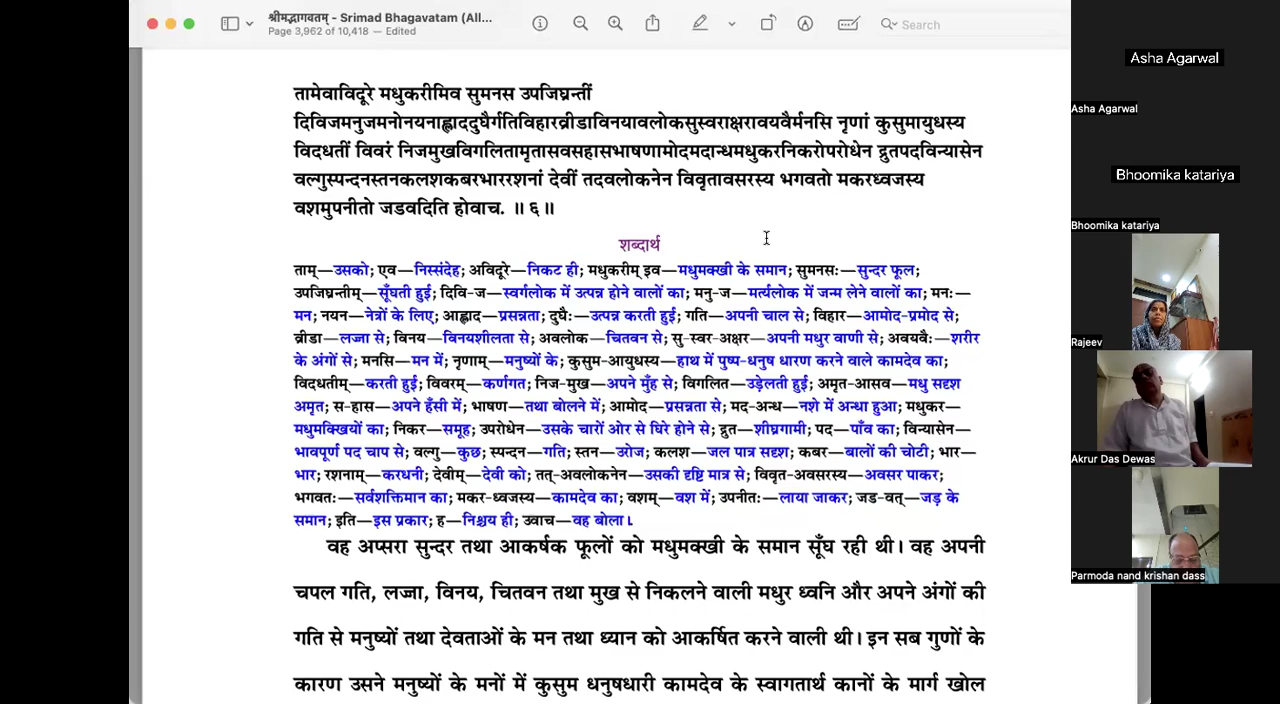 श्रीमद्भागवतम् - Srimad Bhagavatam (All...
Page 3,962 of 10,418 — Edited
Search
तामेवाविदूरे मधुकरीमिव सुमनस उपजिघ्रन्तीं
दिविजमनुजमनोनयनाह्लाददुघैर्गतिविहारव्रीडाविनयावलोकसुस्वराक्षरावयवैर्मनसि नृणां कुसुमायुधस्य
विदधतीं विवरं निजमुखविगलितामृतासवसहासभाषणामोदमदान्धमधुकरनिकरोपरोधेन द्रुतपदविन्यासेन
वल्गुस्पन्दनस्तनकलशकबरभाररशनां देवीं तदवलोकनेन विवृतावसरस्य भगवतो मकरध्वजस्य
वशमुपनीतो जडवदिति होवाच. ॥ ६॥
शब्दार्थ
ताम्—उसको; एव—निस्संदेह; अविदूरे—निकट ही; मधुकरीम् इव—मधुमक्खी के समान; सुमनसः—सुन्दर फूल;
उपजिघ्रन्तीम्—सूँघती हुई; दिवि-ज—स्वर्गलोक में उत्पन्न होने वालों का; मनु-ज—मर्त्यलोक में जन्म लेने वालों का; मनः—
मन; नयन—नेत्रों के लिए; आह्लाद—प्रसन्नता; दुघैः—उत्पन्न करती हुई; गति—अपनी चाल से; विहार—आमोद-प्रमोद से;
व्रीडा—लज्जा से; विनय—विनयशीलता से; अवलोक—चितवन से; सु-स्वर-अक्षर—अपनी मधुर वाणी से; अवयवैः—शरीर
के अंगों से; मनसि—मन में; नृणाम्—मनुष्यों के; कुसुम-आयुधस्य—हाथ में पुष्प-धनुष धारण करने वाले कामदेव का;
विदधतीम्—करती हुई; विवरम्—कर्णगत; निज-मुख—अपने मुँह से; विगलित—उड़ेलती हुई; अमृत-आसव—मधु सदृश
अमृत; स-हास—अपने हँसी में; भाषण—तथा बोलने में; आमोद—प्रसन्नता से; मद-अन्ध—नशे में अन्धा हुआ; मधुकर—
मधुमक्खियों का; निकर—समूह; उपरोधेन—उसके चारों ओर से घिरे होने से; द्रुत—शीघ्रगामी; पद—पाँव का; विन्यासेन—
भावपूर्ण पद चाप से; वल्गु—कुछ; स्पन्दन—गति; स्तन—उरोज; कलश—जल पात्र सदृश; कबर—बालों की चोटी; भार—
भार; रशनाम्—करधनी; देवीम्—देवी को; तत्-अवलोकनेन—उसकी दृष्टि मात्र से; विवृत-अवसरस्य—अवसर पाकर;
भगवतः—सर्वशक्तिमान का; मकर-ध्वजस्य—कामदेव का; वशम्—वश में; उपनीतः—लाया जाकर; जड-वत्—जड़ के
समान; इति—इस प्रकार; ह—निश्चय ही; उवाच—वह बोला।
वह अप्सरा सुन्दर तथा आकर्षक फूलों को मधुमक्खी के समान सूँघ रही थी। वह अपनी
चपल गति, लज्जा, विनय, चितवन तथा मुख से निकलने वाली मधुर ध्वनि और अपने अंगों की
गति से मनुष्यों तथा देवताओं के मन तथा ध्यान को आकर्षित करने वाली थी। इन सब गुणों के
कारण उसने मनुष्यों के मनों में कुसुम धनुषधारी कामदेव के स्वागतार्थ कानों के मार्ग खोल
Asha Agarwal
Asha Agarwal
Bhoomika katariya
Bhoomika katariya
Rajeev
Akrur Das Dewas
Parmoda nand krishan dass